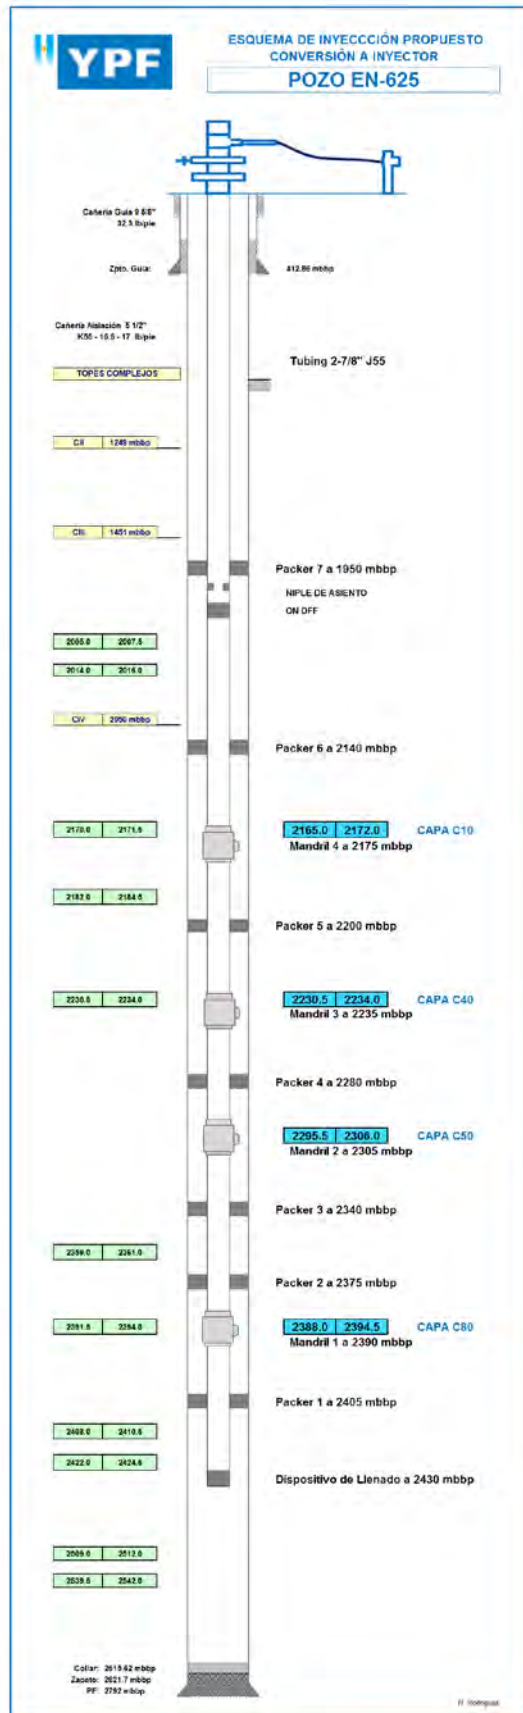 YPF
ESQUEMA DE INYECCCIÓN PROPUESTO
CONVERSIÓN A INYECTOR
POZO EN-625
Cañería Guía 9 5/8"
32.3 lb/pie
Zpto. Guía: 412.86 mbbp
Cañería Aislación 5 1/2"
K55 - 15.5 - 17 lb/pie
Tubing 2-7/8" J55
TOPES COMPLEJOS
CII 1249 mbbp
CIII 1451 mbbp
Packer 7 a 1950 mbbp
NIPLE DE ASIENTO
ON OFF
2007.5
2014.0 2016.0
CIV 2050 mbbp
Packer 6 a 2140 mbbp
2170.0 2171.5
2165.0 2172.0 CAPA C10
Mandril 4 a 2175 mbbp
2182.0 2184.5
Packer 5 a 2200 mbbp
2230.5 2234.0
2230.5 2234.0 CAPA C40
Mandril 3 a 2235 mbbp
Packer 4 a 2280 mbbp
2295.5 2306.0 CAPA C50
Mandril 2 a 2305 mbbp
Packer 3 a 2340 mbbp
2359.0 2361.0
Packer 2 a 2375 mbbp
2391.5 2394.0
2388.0 2394.5 CAPA C80
Mandril 1 a 2390 mbbp
Packer 1 a 2405 mbbp
2408.0 2410.5
2422.0 2424.5
Dispositivo de Llenado a 2430 mbbp
2509.0 2512.0
2539.5 2542.0
Collar: 2619.62 mbbp
Zapato: 2621.7 mbbp
PF: 2792 mbbp